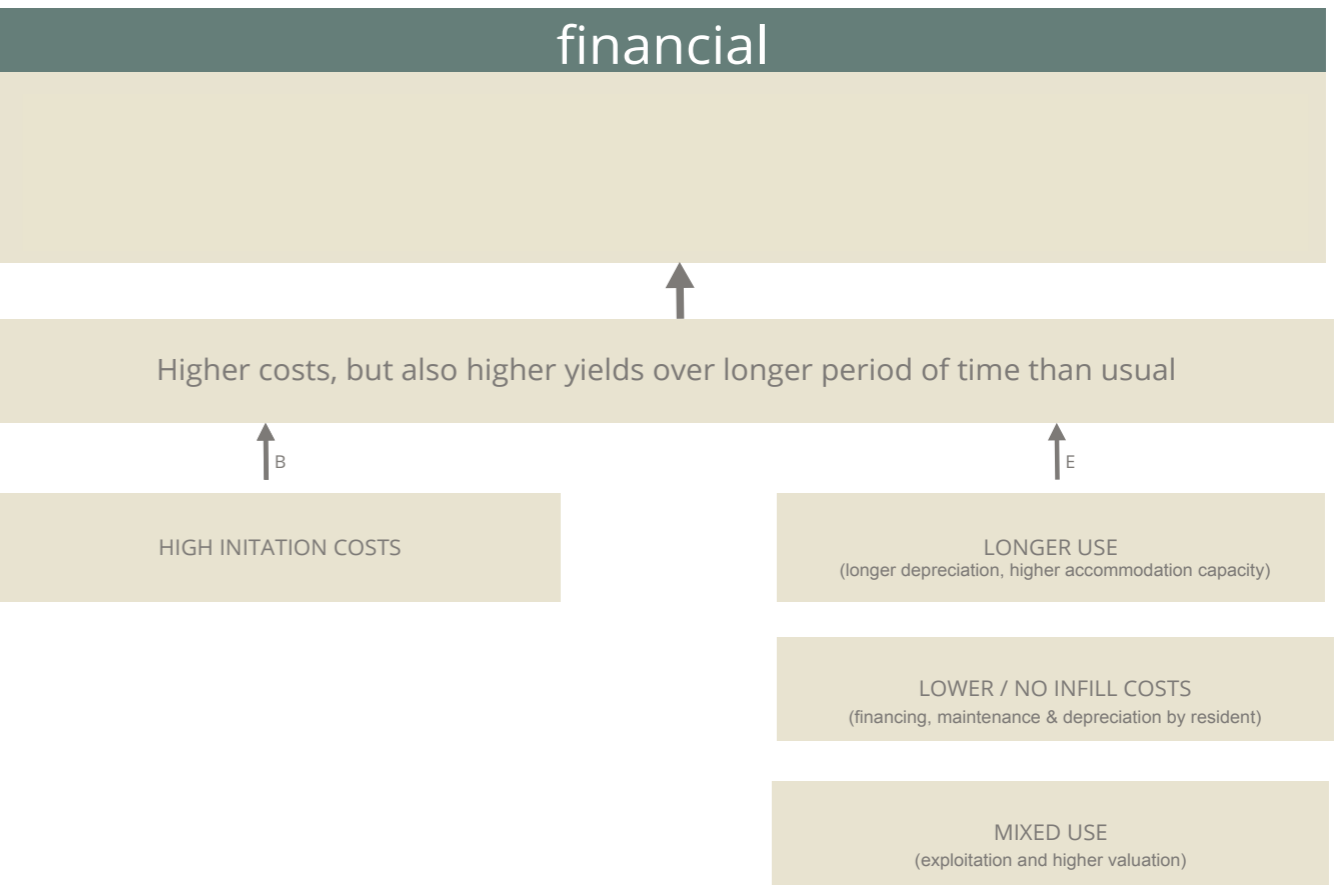 financial
Higher costs, but also higher yields over longer period of time than usual
B
E
HIGH INITATION COSTS
LONGER USE
(longer depreciation, higher accommodation capacity)
LOWER / NO INFILL COSTS
(financing, maintenance & depreciation by resident)
MIXED USE
(exploitation and higher valuation)